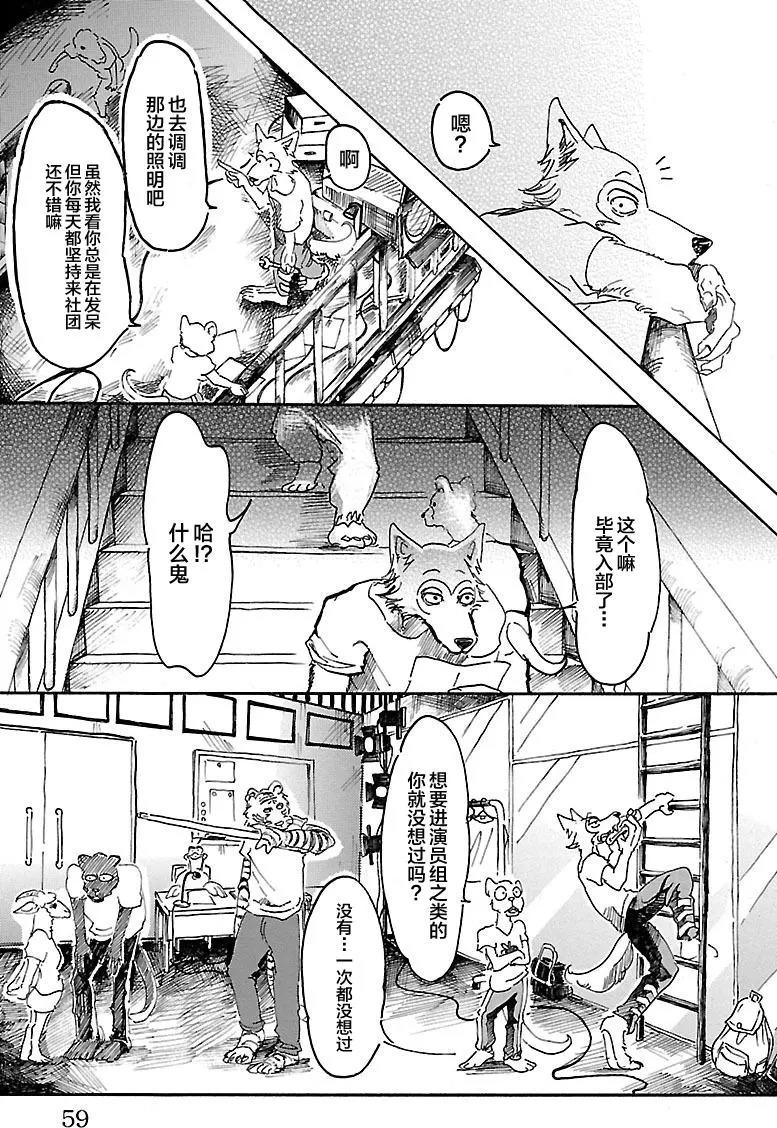 嗯？
啊
也去调调
那边的照明吧
虽然我看你总是在发呆
但你每天都坚持来社团
还不错嘛
这个嘛
毕竟入部了…
哈!?
什么鬼
想要进演员组之类的
你就没想过吗？
没有…一次都没想过
59